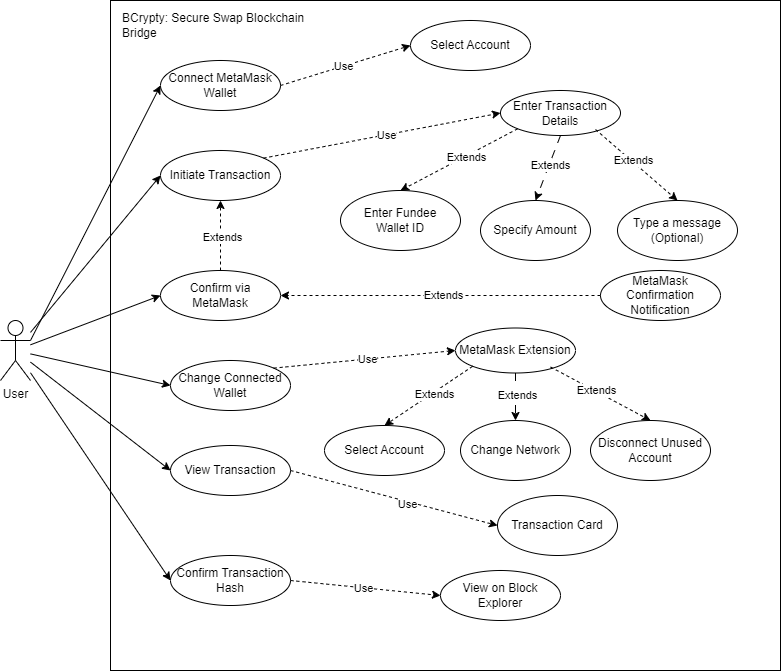 BCrypty: Secure Swap Blockchain
Bridge
Select Account
Use
Connect MetaMask
Wallet
Enter Transaction
Details
Use
Extends
Extends
Extends
Initiate Transaction
Enter Fundee
Wallet ID
Specify Amount
Type a message
(Optional)
Extends
Confirm via
MetaMask
Extends
MetaMask
Confirmation
Notification
User
MetaMask Extension
Use
Change Connected
Wallet
Extends
Extends
Extends
Select Account
Change Network
Disconnect Unused
Account
View Transaction
Use
Transaction Card
Confirm Transaction
Hash
Use
View on Block
Explorer